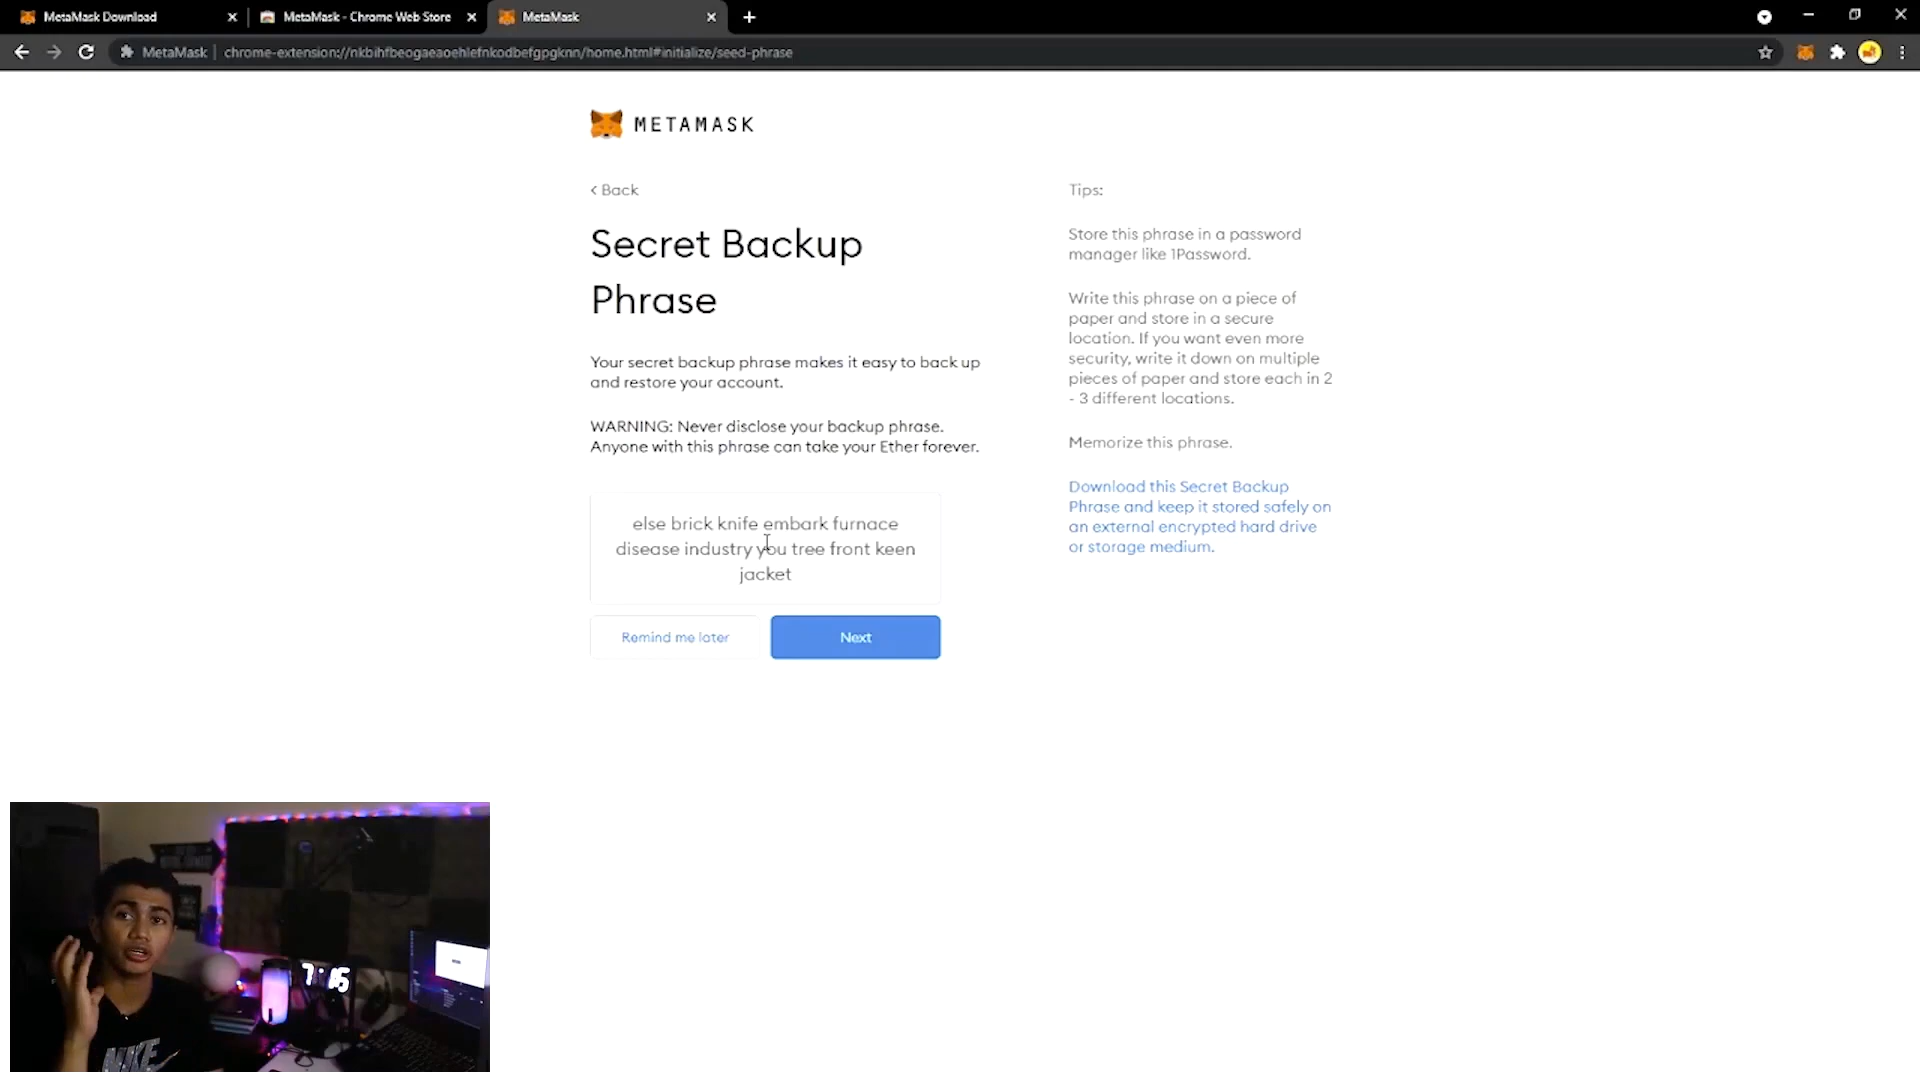 MetaMask Download
MetaMask - Chrome Web Store
MetaMask
MetaMask | chrome-extension://nkbihfbeogaeaoehlefnkodbefgpgknn/home.html#initialize/seed-phrase
METAMASK
< Back
Secret Backup
Phrase
Your secret backup phrase makes it easy to back up
and restore your account.
WARNING: Never disclose your backup phrase.
Anyone with this phrase can take your Ether forever.
else brick knife embark furnace
disease industry you tree front keen
jacket
Remind me later
Next
Tips:
Store this phrase in a password
manager like 1Password.
Write this phrase on a piece of
paper and store in a secure
location. If you want even more
security, write it down on multiple
pieces of paper and store each in 2
- 3 different locations.
Memorize this phrase.
Download this Secret Backup
Phrase and keep it stored safely on
an external encrypted hard drive
or storage medium.
7:15
NIKE